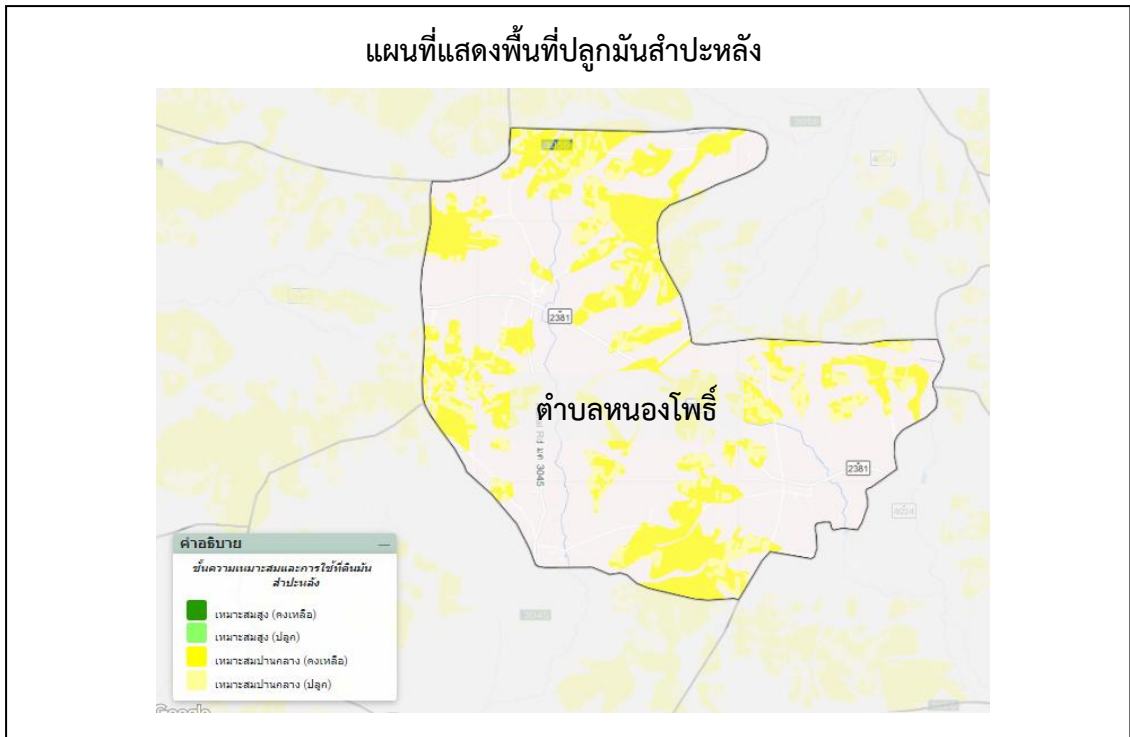 แผนที่แสดงพื้นที่ปลูกมันสำปะหลัง
2381
ตำบลหนองโพธิ์
Rd มค 3045
2381
4024
3045
คำอธิบาย
ชั้นความเหมาะสมและการใช้ที่ดินมัน
สำปะหลัง
เหมาะสมสูง (คงเหลือ)
เหมาะสมสูง (ปลูก)
เหมาะสมปานกลาง (คงเหลือ)
เหมาะสมปานกลาง (ปลูก)
Google